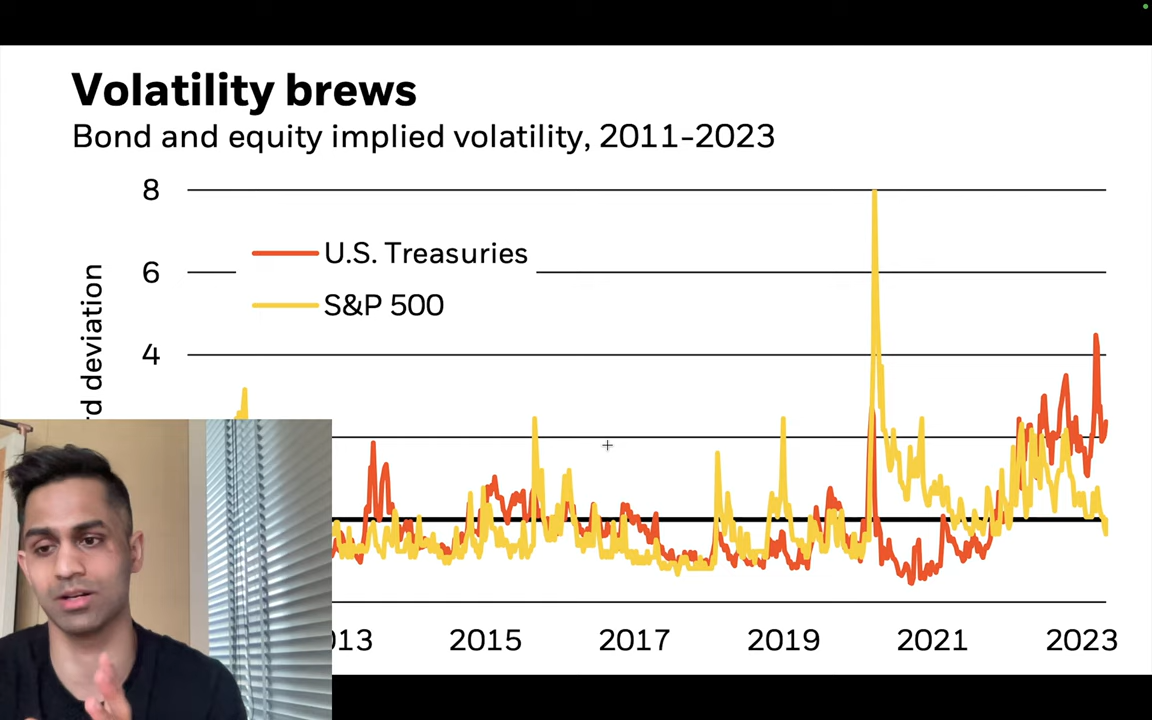 Volatility brews
Bond and equity implied volatility, 2011-2023
8
U.S. Treasuries
6
S&P 500
4
deviation
2015
2017
2019
2021
2023